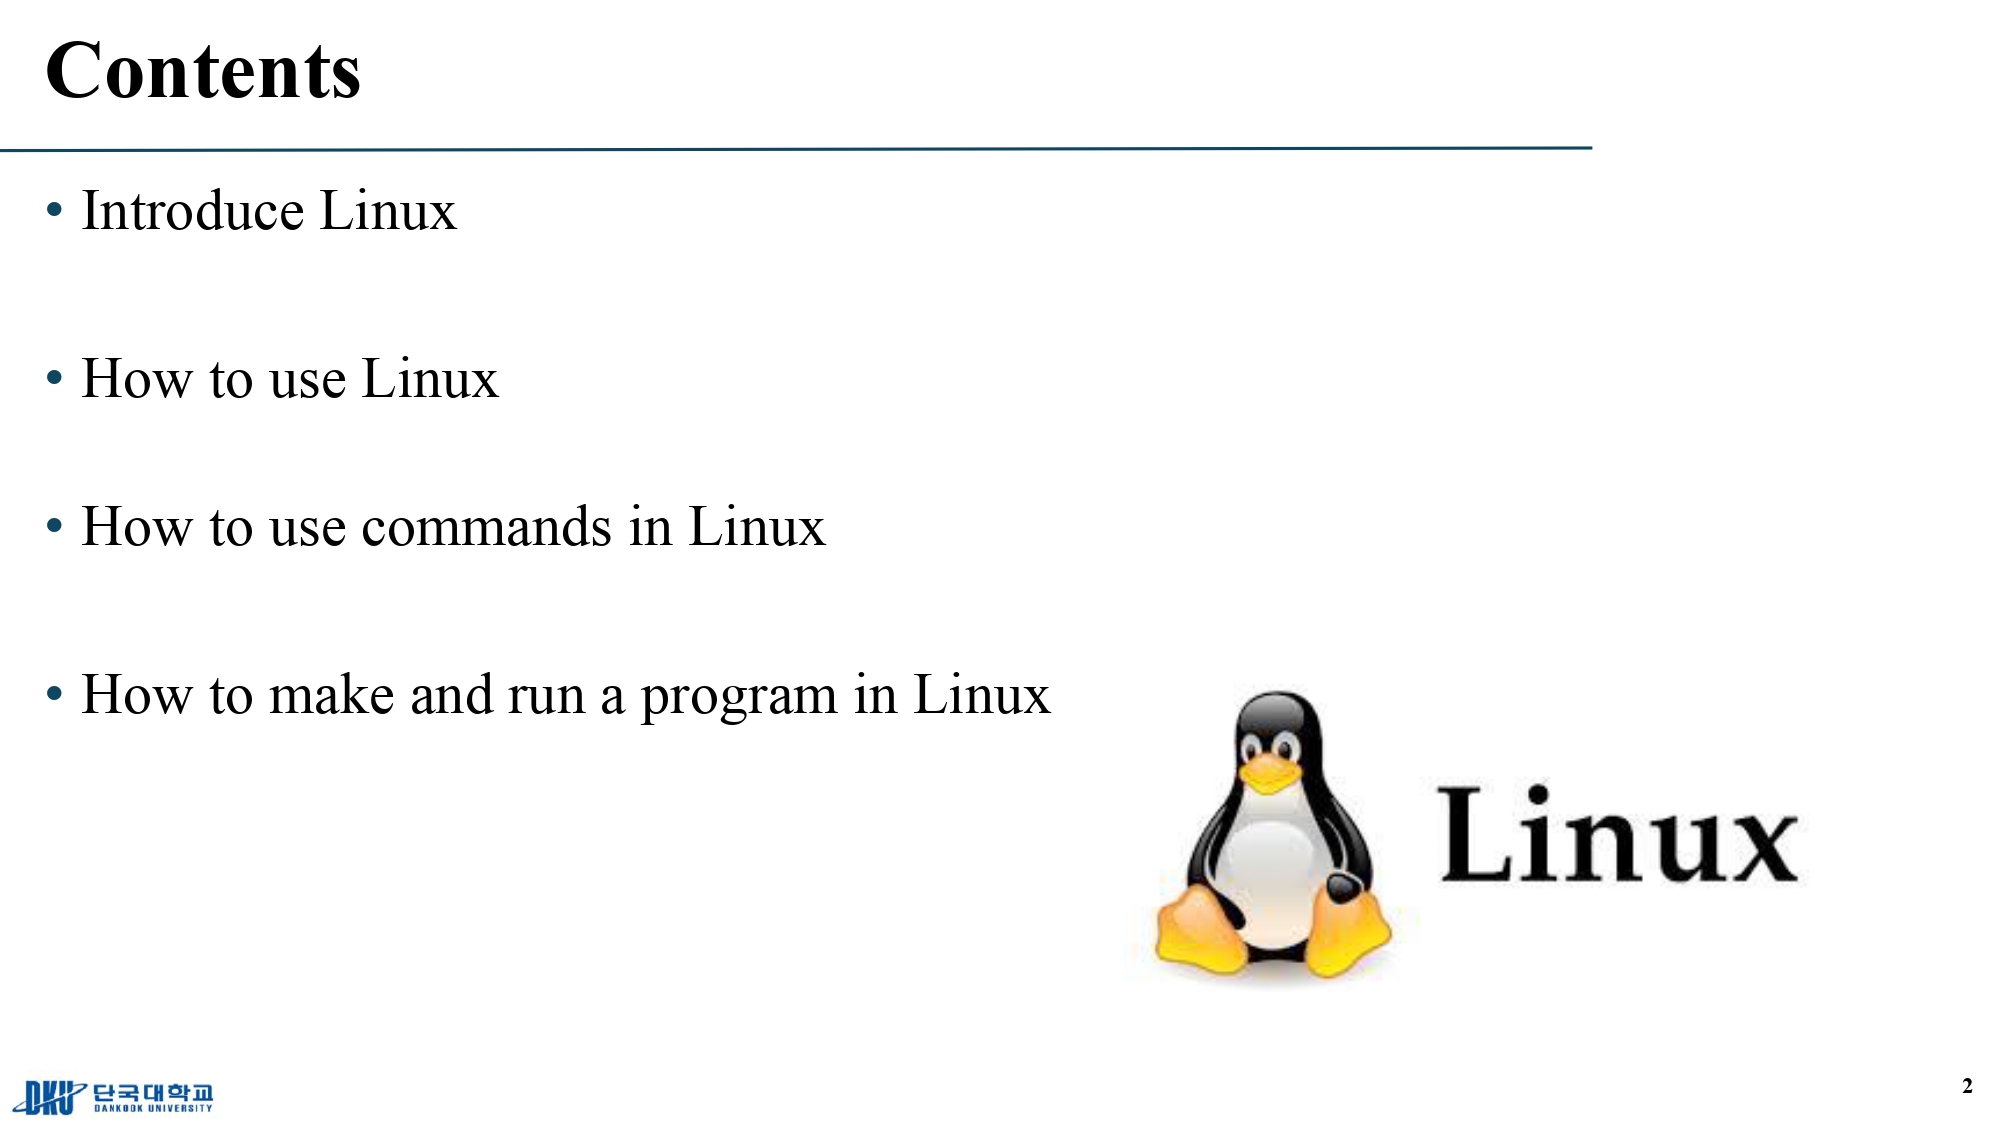 Contents
• Introduce Linux
• How to use Linux
• How to use commands in Linux
• How to make and run a program in Linux
Linux
DKU 단국대학교
DANKOOK UNIVERSITY
2